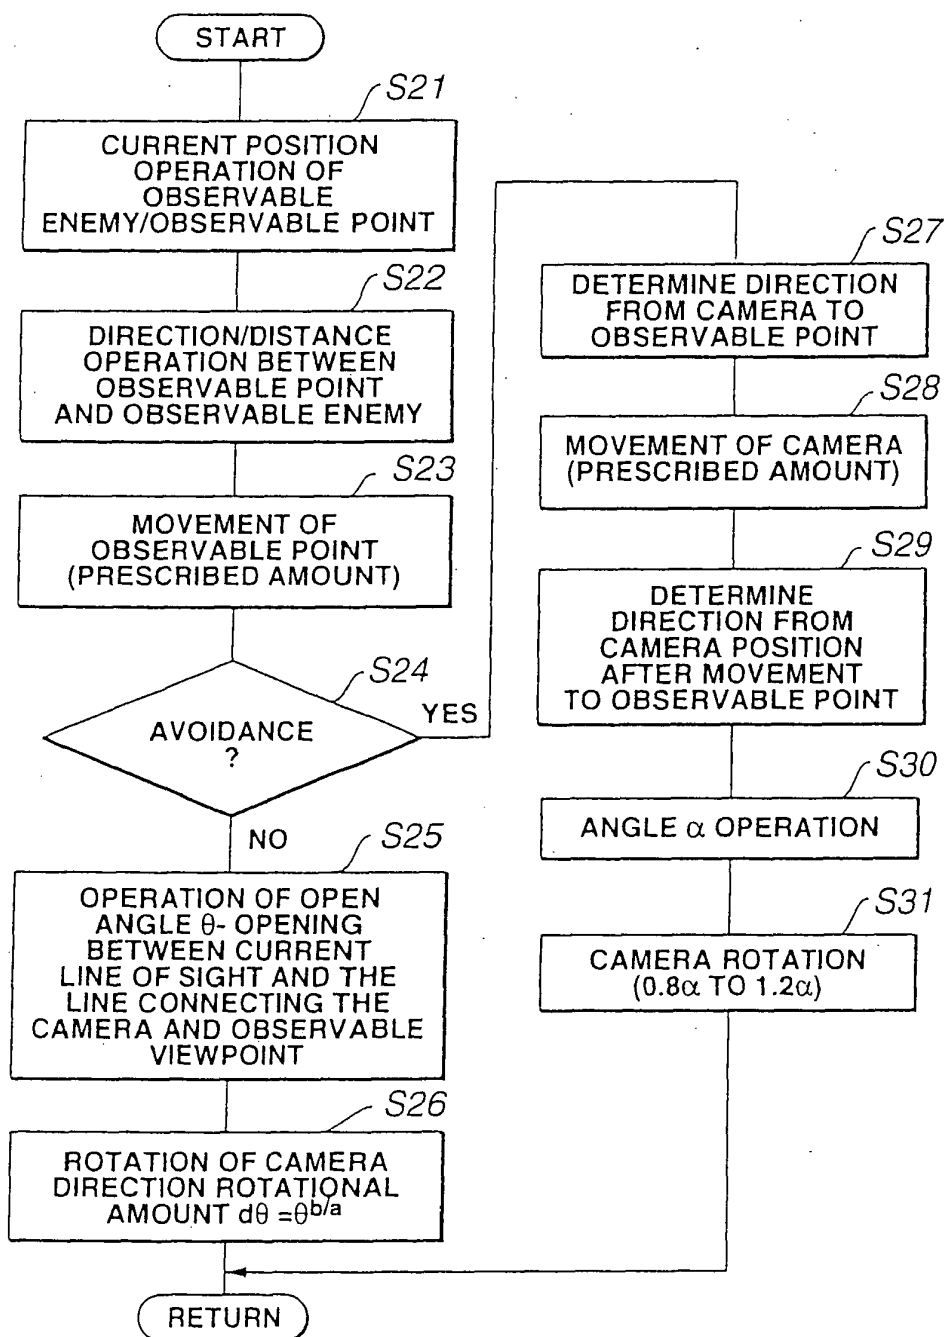 START
S21
CURRENT POSITION
OPERATION OF
OBSERVABLE
ENEMY/OBSERVABLE POINT
S22
DIRECTION/DISTANCE
OPERATION BETWEEN
OBSERVABLE POINT
AND OBSERVABLE ENEMY
S23
MOVEMENT OF
OBSERVABLE POINT
(PRESCRIBED AMOUNT)
S24
AVOIDANCE
?
YES
NO
S25
OPERATION OF OPEN
ANGLE θ- OPENING
BETWEEN CURRENT
LINE OF SIGHT AND THE
LINE CONNECTING THE
CAMERA AND OBSERVABLE
VIEWPOINT
S26
ROTATION OF CAMERA
DIRECTION ROTATIONAL
AMOUNT dθ =θ^b/a
S27
DETERMINE DIRECTION
FROM CAMERA TO
OBSERVABLE POINT
S28
MOVEMENT OF CAMERA
(PRESCRIBED AMOUNT)
S29
DETERMINE
DIRECTION FROM
CAMERA POSITION
AFTER MOVEMENT
TO OBSERVABLE POINT
S30
ANGLE α OPERATION
S31
CAMERA ROTATION
(0.8α TO 1.2α)
RETURN